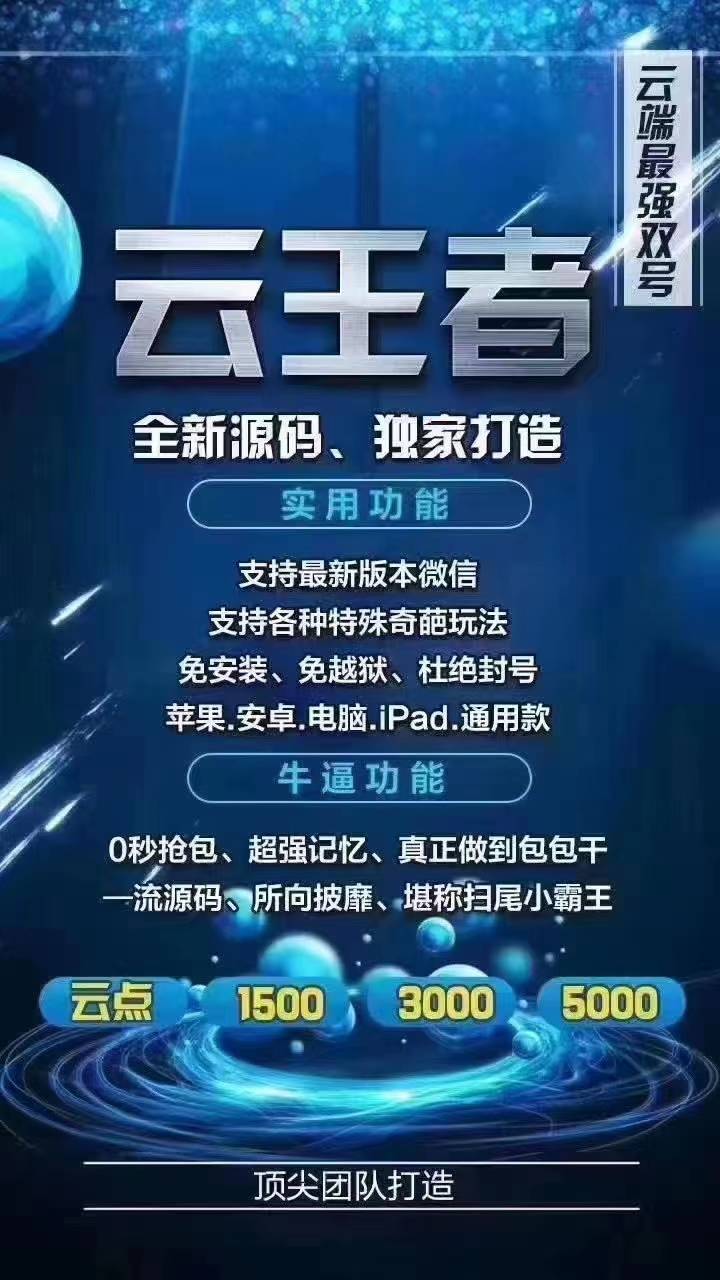 云端最强双号
云王者
全新源码、独家打造
实用功能
支持最新版本微信
支持各种特殊奇葩玩法
免安装、免越狱、杜绝封号
苹果.安卓.电脑.iPad.通用款
牛逼功能
0秒抢包、超强记忆、真正做到包包干
一流源码、所向披靡、堪称扫尾小霸王
云点 1500 3000 5000
顶尖团队打造